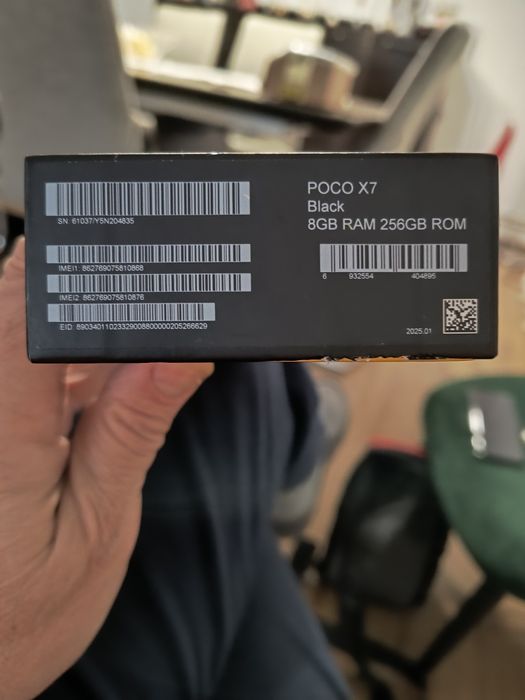 SN: 61037/Y5N204835
IMEI1: 862769075810868
IMEI2: 862769075810876
EID: 89034011023329008800000205266629
POCO X7
Black
8GB RAM 256GB ROM
6 932554 404895
2025.01